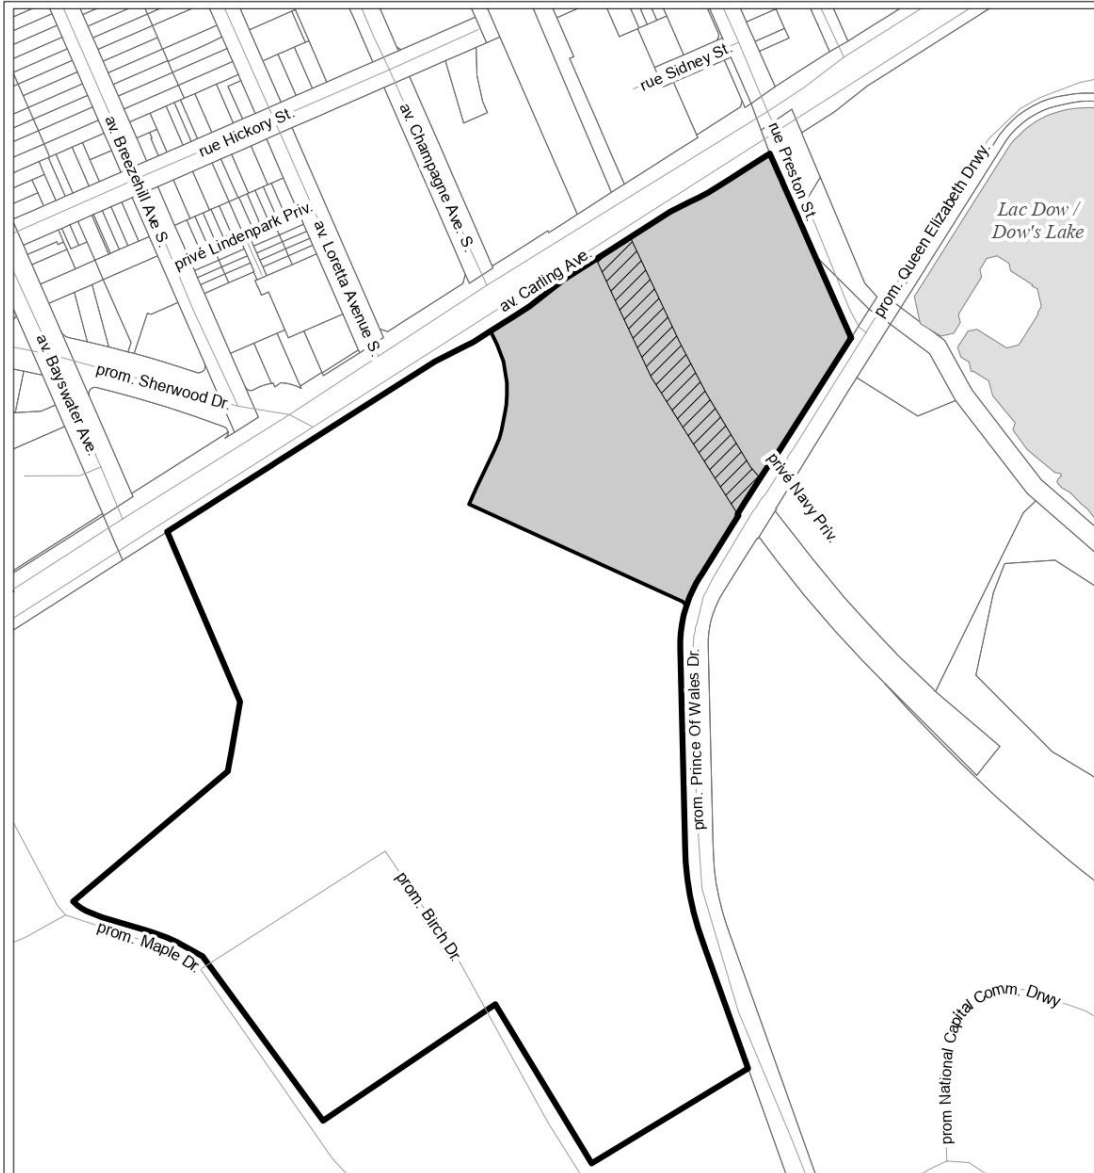 rue Sidney St.
av. Breezehill Ave S.
rue Hickory St.
av. Champagne Ave. S.
rue Preston St.
prom. Queen Elizabeth Drwy.
Lac Dow /
Dow's Lake
privé Lindenpark Priv.
av. Loretta Avenue S.
av. Carling Ave.
av. Bayswater Ave.
prom. Sherwood Dr.
privé Navy Priv.
prom. Prince Of Wales Dr.
prom. Birch Dr.
prom. Maple Dr.
prom National Capital Comm. Drwy